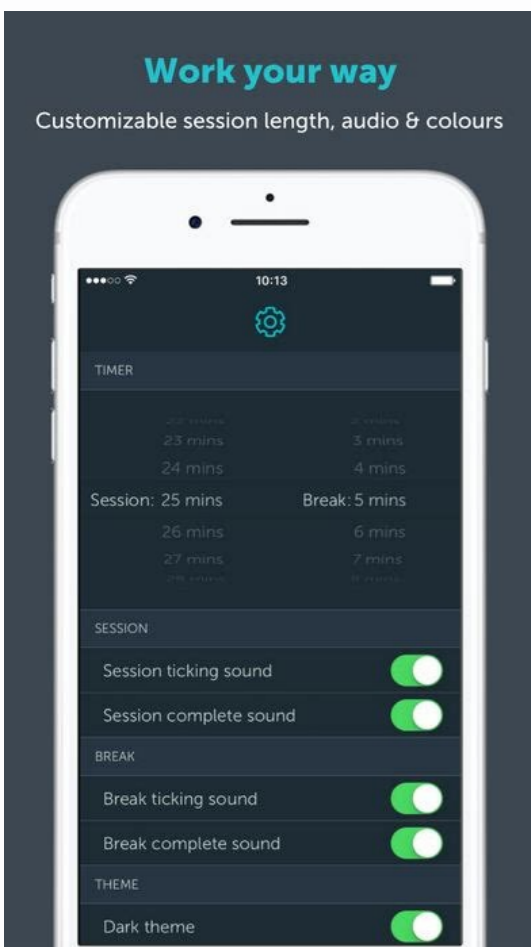 Work your way
Customizable session length, audio & colours
10:13
TIMER
23 mins 3 mins
24 mins 4 mins
Session: 25 mins Break: 5 mins
26 mins 6 mins
27 mins 7 mins
SESSION
Session ticking sound
Session complete sound
BREAK
Break ticking sound
Break complete sound
THEME
Dark theme